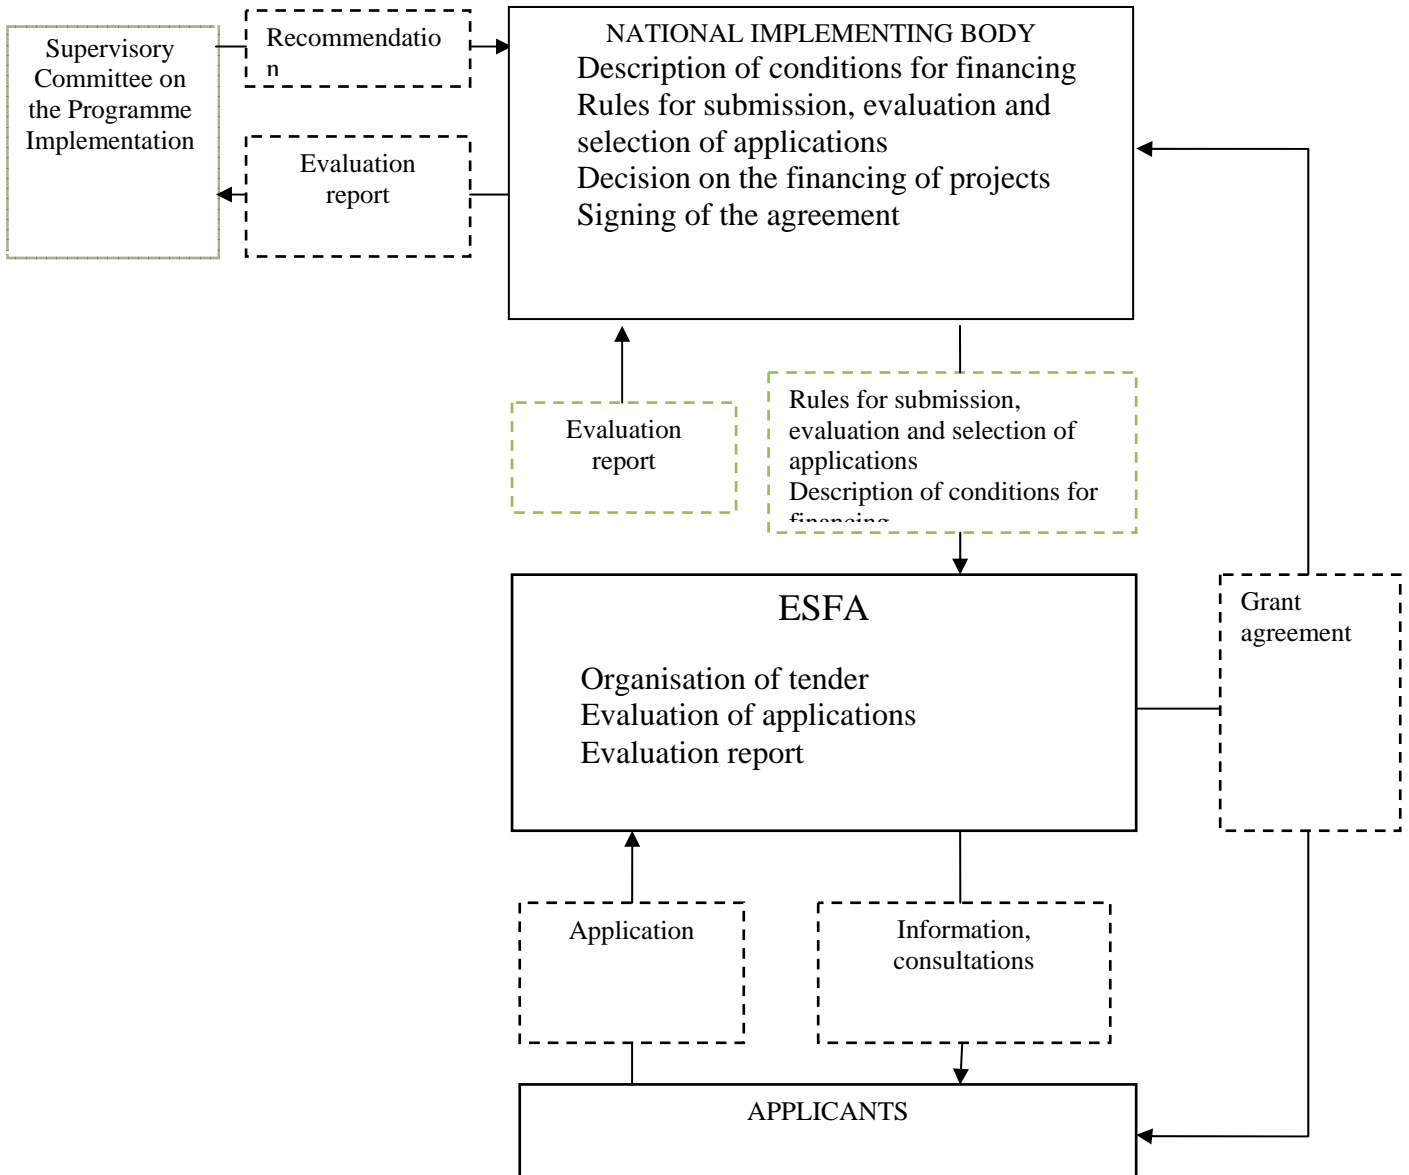 Supervisory
Committee on
the Programme
Implementation
Recommendatio
n
Evaluation
report
NATIONAL IMPLEMENTING BODY
Description of conditions for financing
Rules for submission, evaluation and
selection of applications
Decision on the financing of projects
Signing of the agreement
Evaluation
report
Rules for submission,
evaluation and selection of
applications
Description of conditions for
financing
ESFA
Organisation of tender
Evaluation of applications
Evaluation report
Grant
agreement
Application
Information,
consultations
APPLICANTS